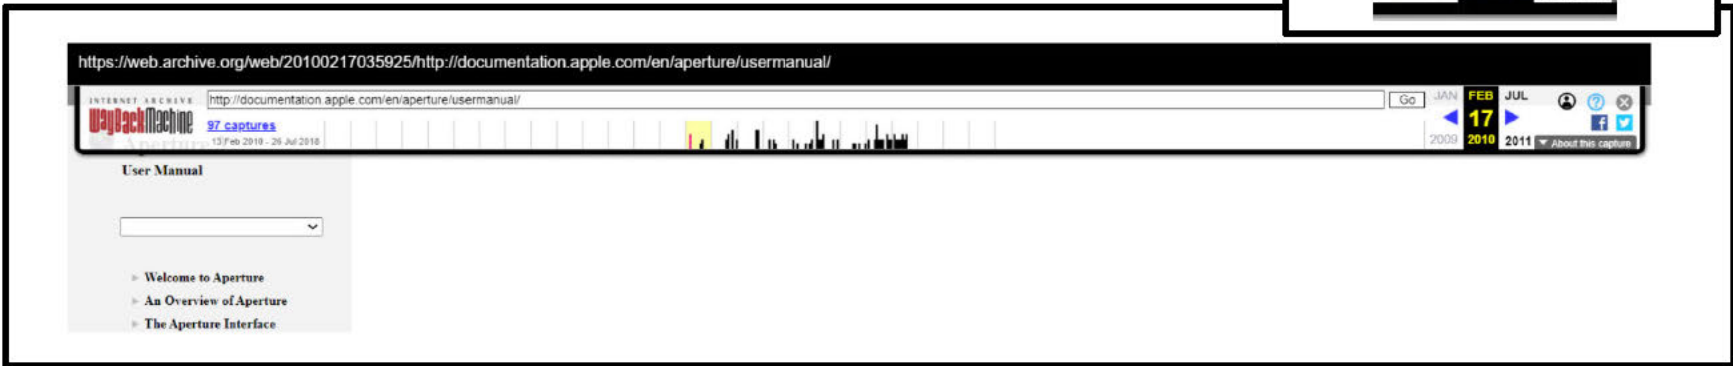 https://web.archive.org/web/20100217035925/http://documentation.apple.com/en/aperture/usermanual/
INTERNET ARCHIVE
WayBackMachine
http://documentation.apple.com/en/aperture/usermanual/
Go
JAN FEB JUL
97 captures
17
13 Feb 2010 - 26 Jul 2018
2009 2010 2011
About this capture
Aperture
User Manual
Welcome to Aperture
An Overview of Aperture
The Aperture Interface